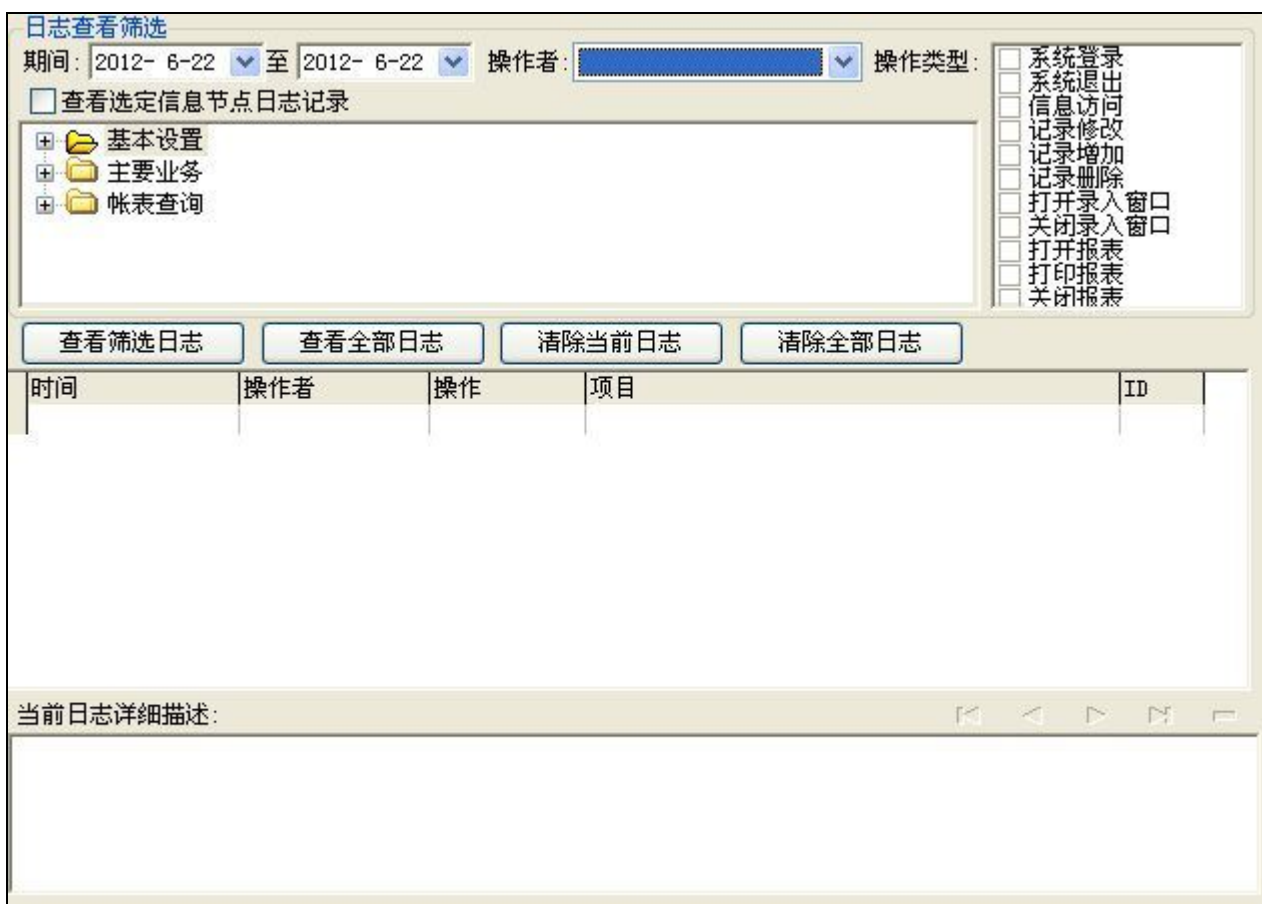 日志查看筛选
期间: 2012- 6-22 至 2012- 6-22 操作者: 操作类型:
系统登录
系统退出
信息访问
记录修改
记录增加
记录删除
打开录入窗口
关闭录入窗口
打开报表
打印报表
关闭报表
查看选定信息节点日志记录
基本设置
主要业务
帐表查询
查看筛选日志 查看全部日志 清除当前日志 清除全部日志
时间 操作者 操作 项目 ID
当前日志详细描述: